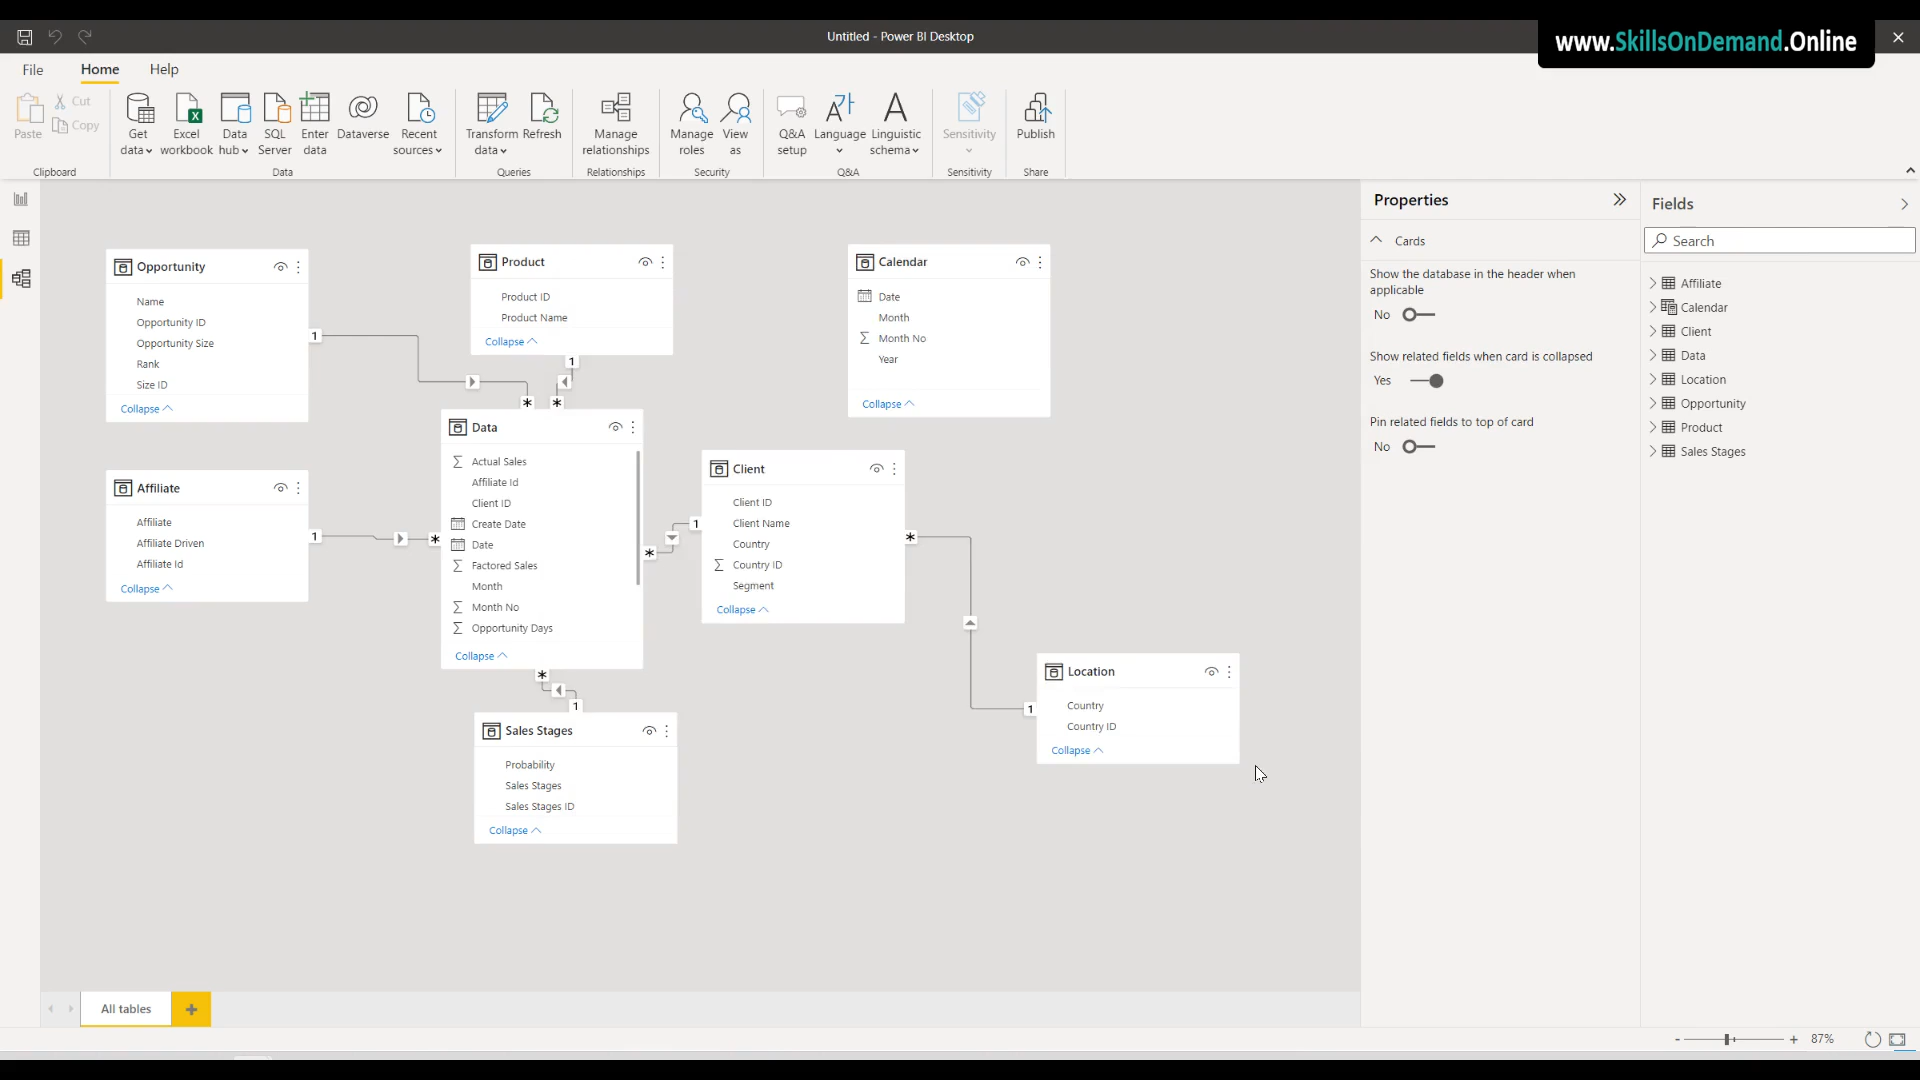 Untitled - Power BI Desktop
www.SkillsOnDemand.Online
File
Home
Help
Paste
Cut
Copy
Clipboard
Get data
Excel workbook
Data hub
SQL Server
Enter data
Dataverse
Recent sources
Data
Transform data
Refresh
Queries
Manage relationships
Relationships
Manage roles
View as
Security
Q&A setup
Language
Linguistic schema
Q&A
Sensitivity
Sensitivity
Publish
Share
Opportunity
Name
Opportunity ID
Opportunity Size
Rank
Size ID
Collapse
1
Product
Product ID
Product Name
Collapse
1
*
*
Calendar
Date
Month
Month No
Year
Collapse
Affiliate
Affiliate
Affiliate Driven
Affiliate Id
Collapse
1
*
Data
Actual Sales
Affiliate Id
Client ID
Create Date
Date
Factored Sales
Month
Month No
Opportunity Days
Collapse
*
*
1
Client
Client ID
Client Name
Country
Country ID
Segment
Collapse
1
*
Location
Country
Country ID
Collapse
1
Sales Stages
Probability
Sales Stages
Sales Stages ID
Collapse
Properties
Cards
Show the database in the header when
applicable
No
Show related fields when card is collapsed
Yes
Pin related fields to top of card
No
Fields
Search
Affiliate
Calendar
Client
Data
Location
Opportunity
Product
Sales Stages
All tables
+
- + 87%